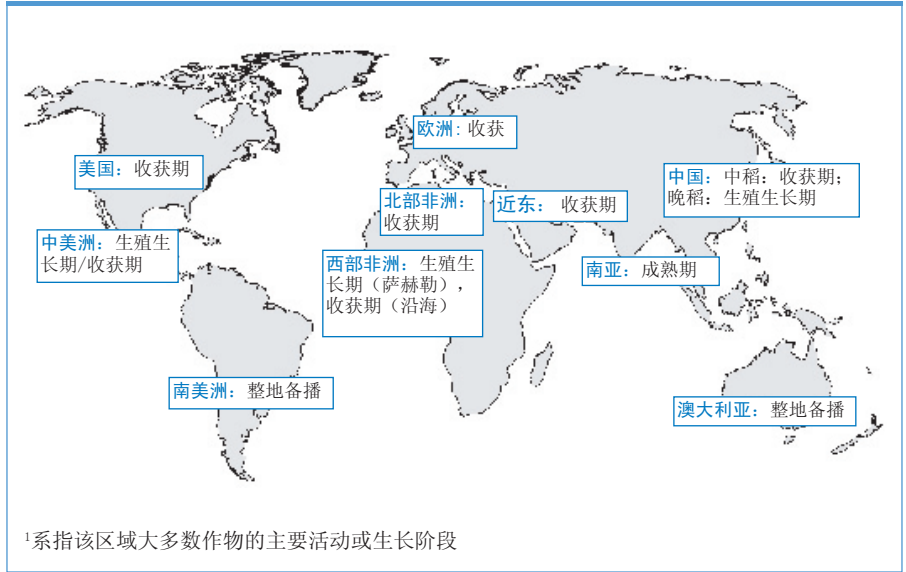 欧洲：收获
美国：收获期
中国：中稻：收获期；
晚稻：生殖生长期
北部非洲：
收获期
近东： 收获期
中美洲：生殖生
长期/收获期
西部非洲：生殖生
长期（萨赫勒），
收获期（沿海）
南亚：成熟期
南美洲：整地备播
澳大利亚：整地备播
¹系指该区域大多数作物的主要活动或生长阶段